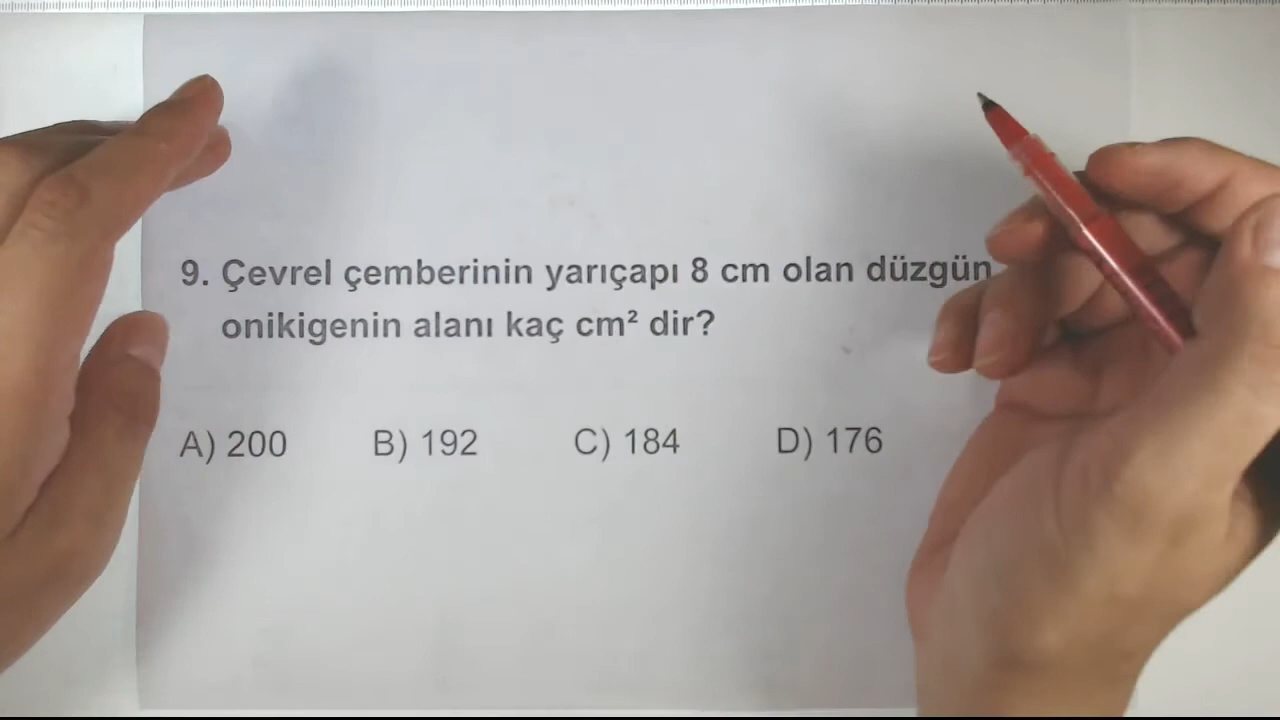 9. Çevrel çemberinin yarıçapı 8 cm olan düzgün
onikigenin alanı kaç cm² dir?
A) 200 B) 192 C) 184 D) 176